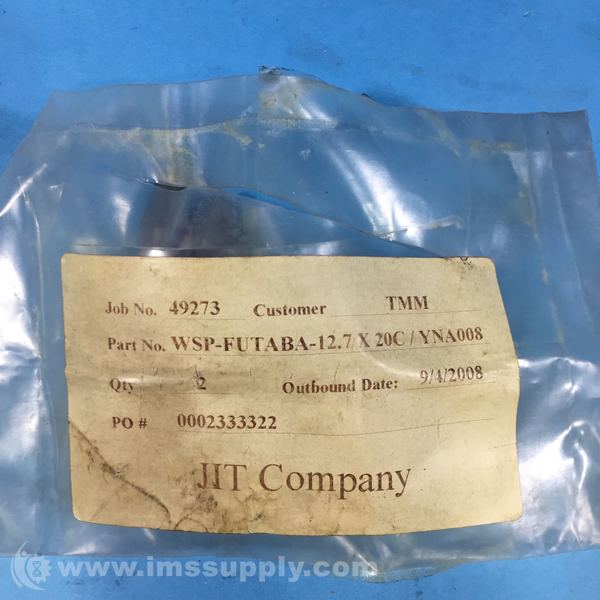 Job No. 49273 Customer TMM
Part No. WSP-FUTABA-12.7 X 20C / YNA008
Qty 2 Outbound Date: 9/4/2008
PO # 0002333322
JIT Company
www.imssupply.com